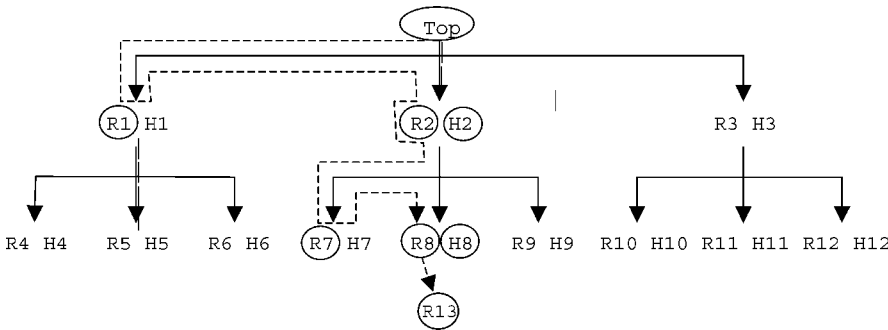 Top
R1 H1 R2 H2 R3 H3
R4 H4 R5 H5 R6 H6 R7 H7 R8 H8 R9 H9 R10 H10 R11 H11 R12 H12
R13